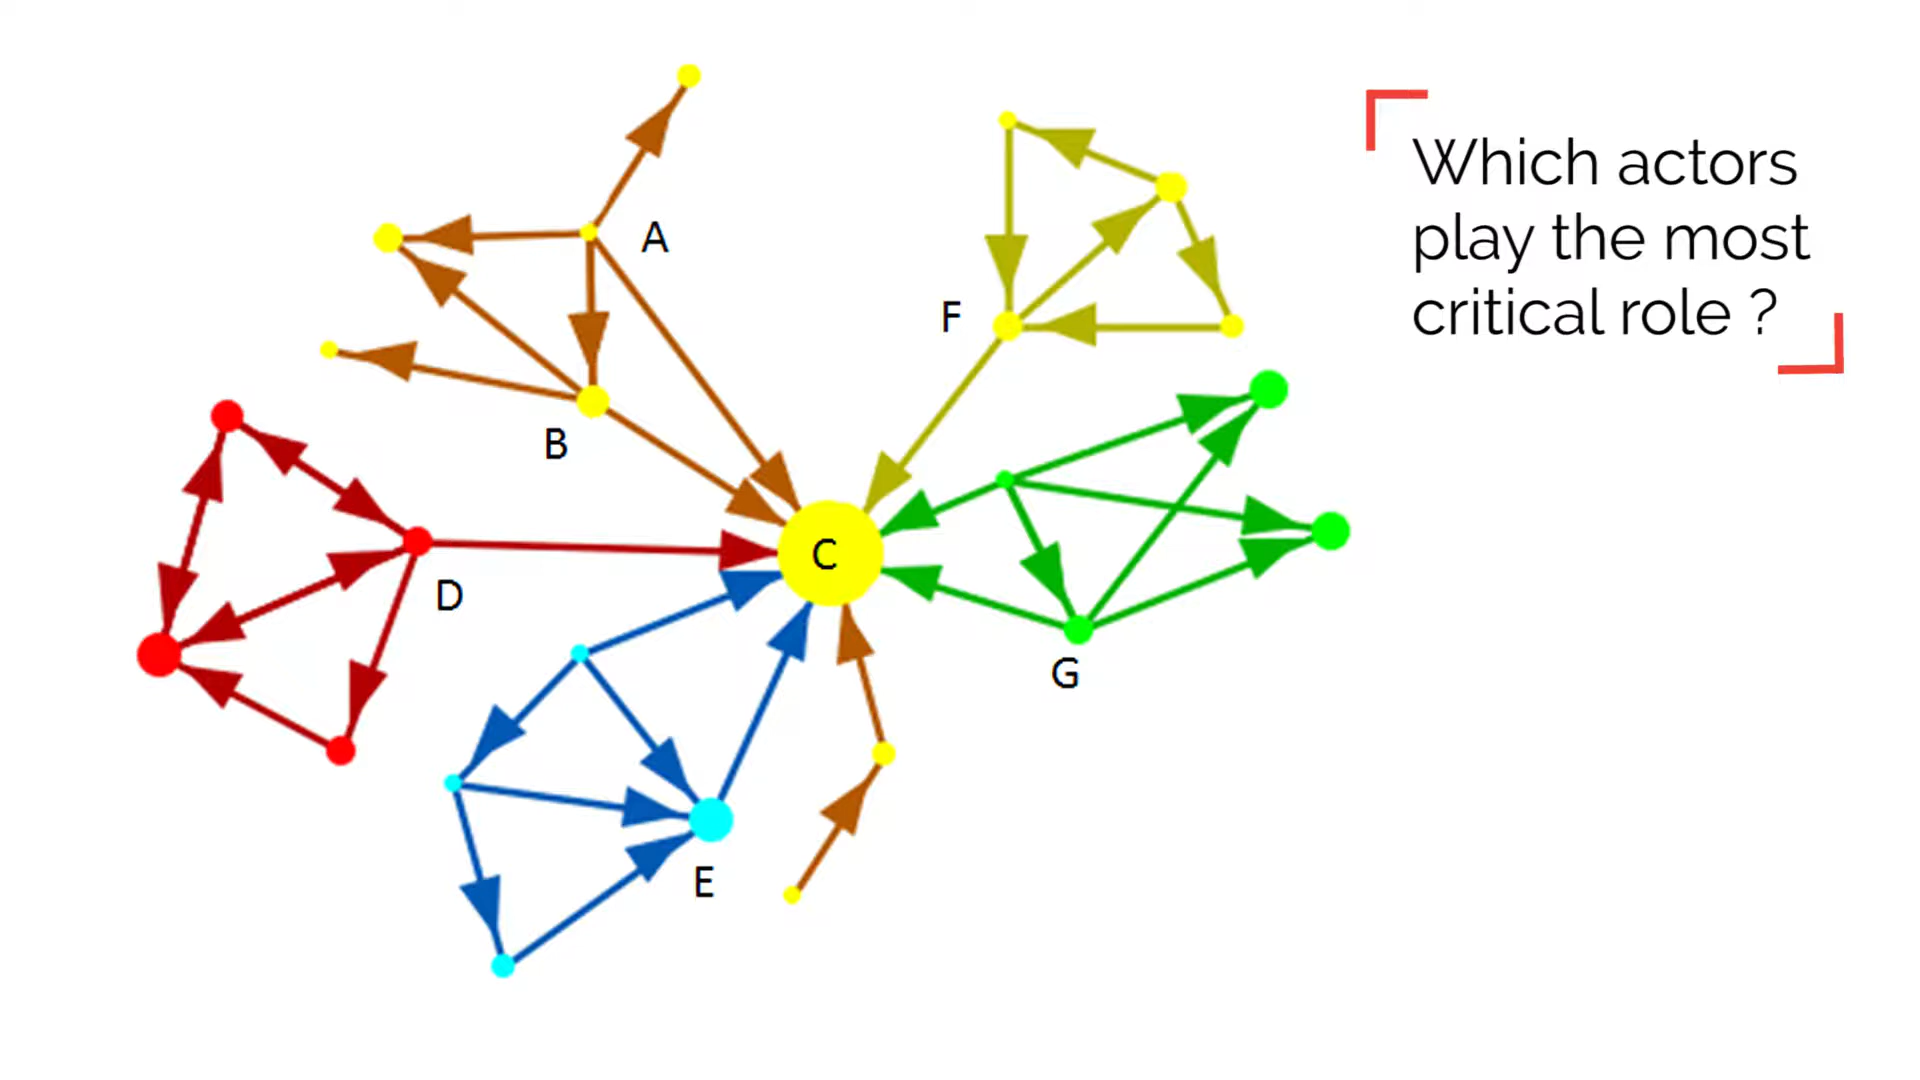 A
F
B
C
D
G
E
Which actors
play the most
critical role ?